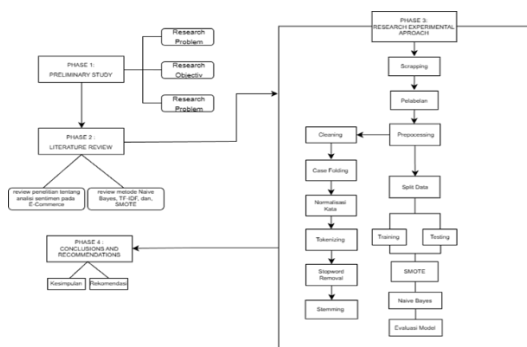 PHASE 1:
PRELIMINARY STUDY
Research
Problem
Research
Objectiv
Research
Problem
PHASE 2 :
LITERATURE REVIEW
review penelitian tentang
analisa sentimen pada
E-Commerce
review metode Naive
Bayes, TF-IDF, dan,
SMOTE
PHASE 3:
RESEARCH EXPERIMENTAL
APROACH
Scrapping
Pelabelan
Prepocessing
Cleaning
Case Folding
Normalisasi
Kata
Tokenizing
Stopword
Removal
Stemming
Split Data
Training
Testing
SMOTE
Naive Bayes
Evaluasi Model
PHASE 4 :
CONCLUSIONS AND
RECOMMENDATIONS
Kesimpulan
Rekomendasi